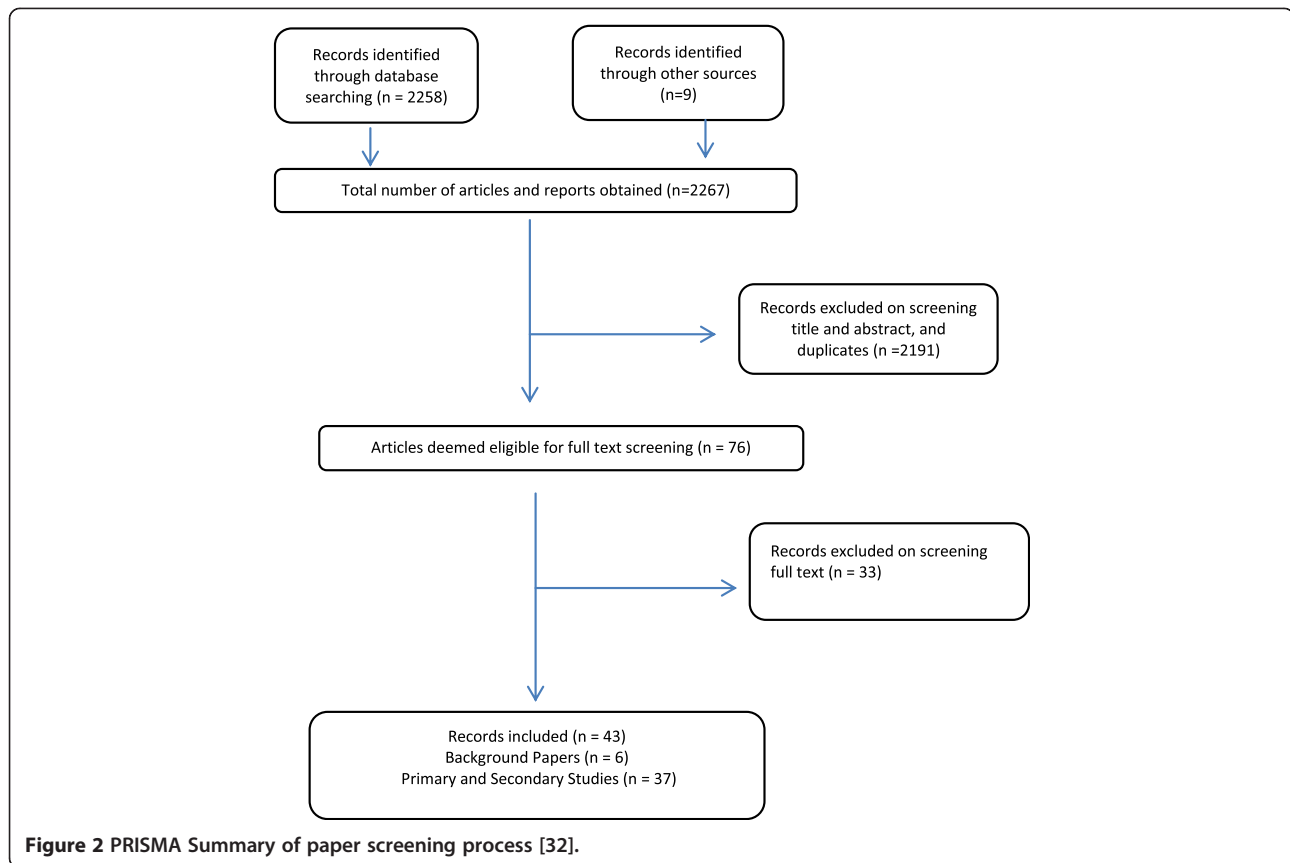 Records identified
through database
searching (n = 2258)
Records identified
through other sources
(n=9)
Total number of articles and reports obtained (n=2267)
Records excluded on screening
title and abstract, and
duplicates (n =2191)
Articles deemed eligible for full text screening (n = 76)
Records excluded on screening
full text (n = 33)
Records included (n = 43)
Background Papers (n = 6)
Primary and Secondary Studies (n = 37)
Figure 2 PRISMA Summary of paper screening process [32].